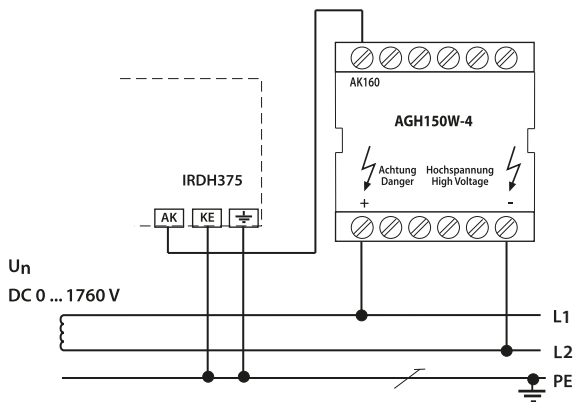 AK160
AGH150W-4
Achtung Hochspannung
Danger High Voltage
+ -
IRDH375
AK KE
Un
DC 0 ... 1760 V
L1
L2
PE